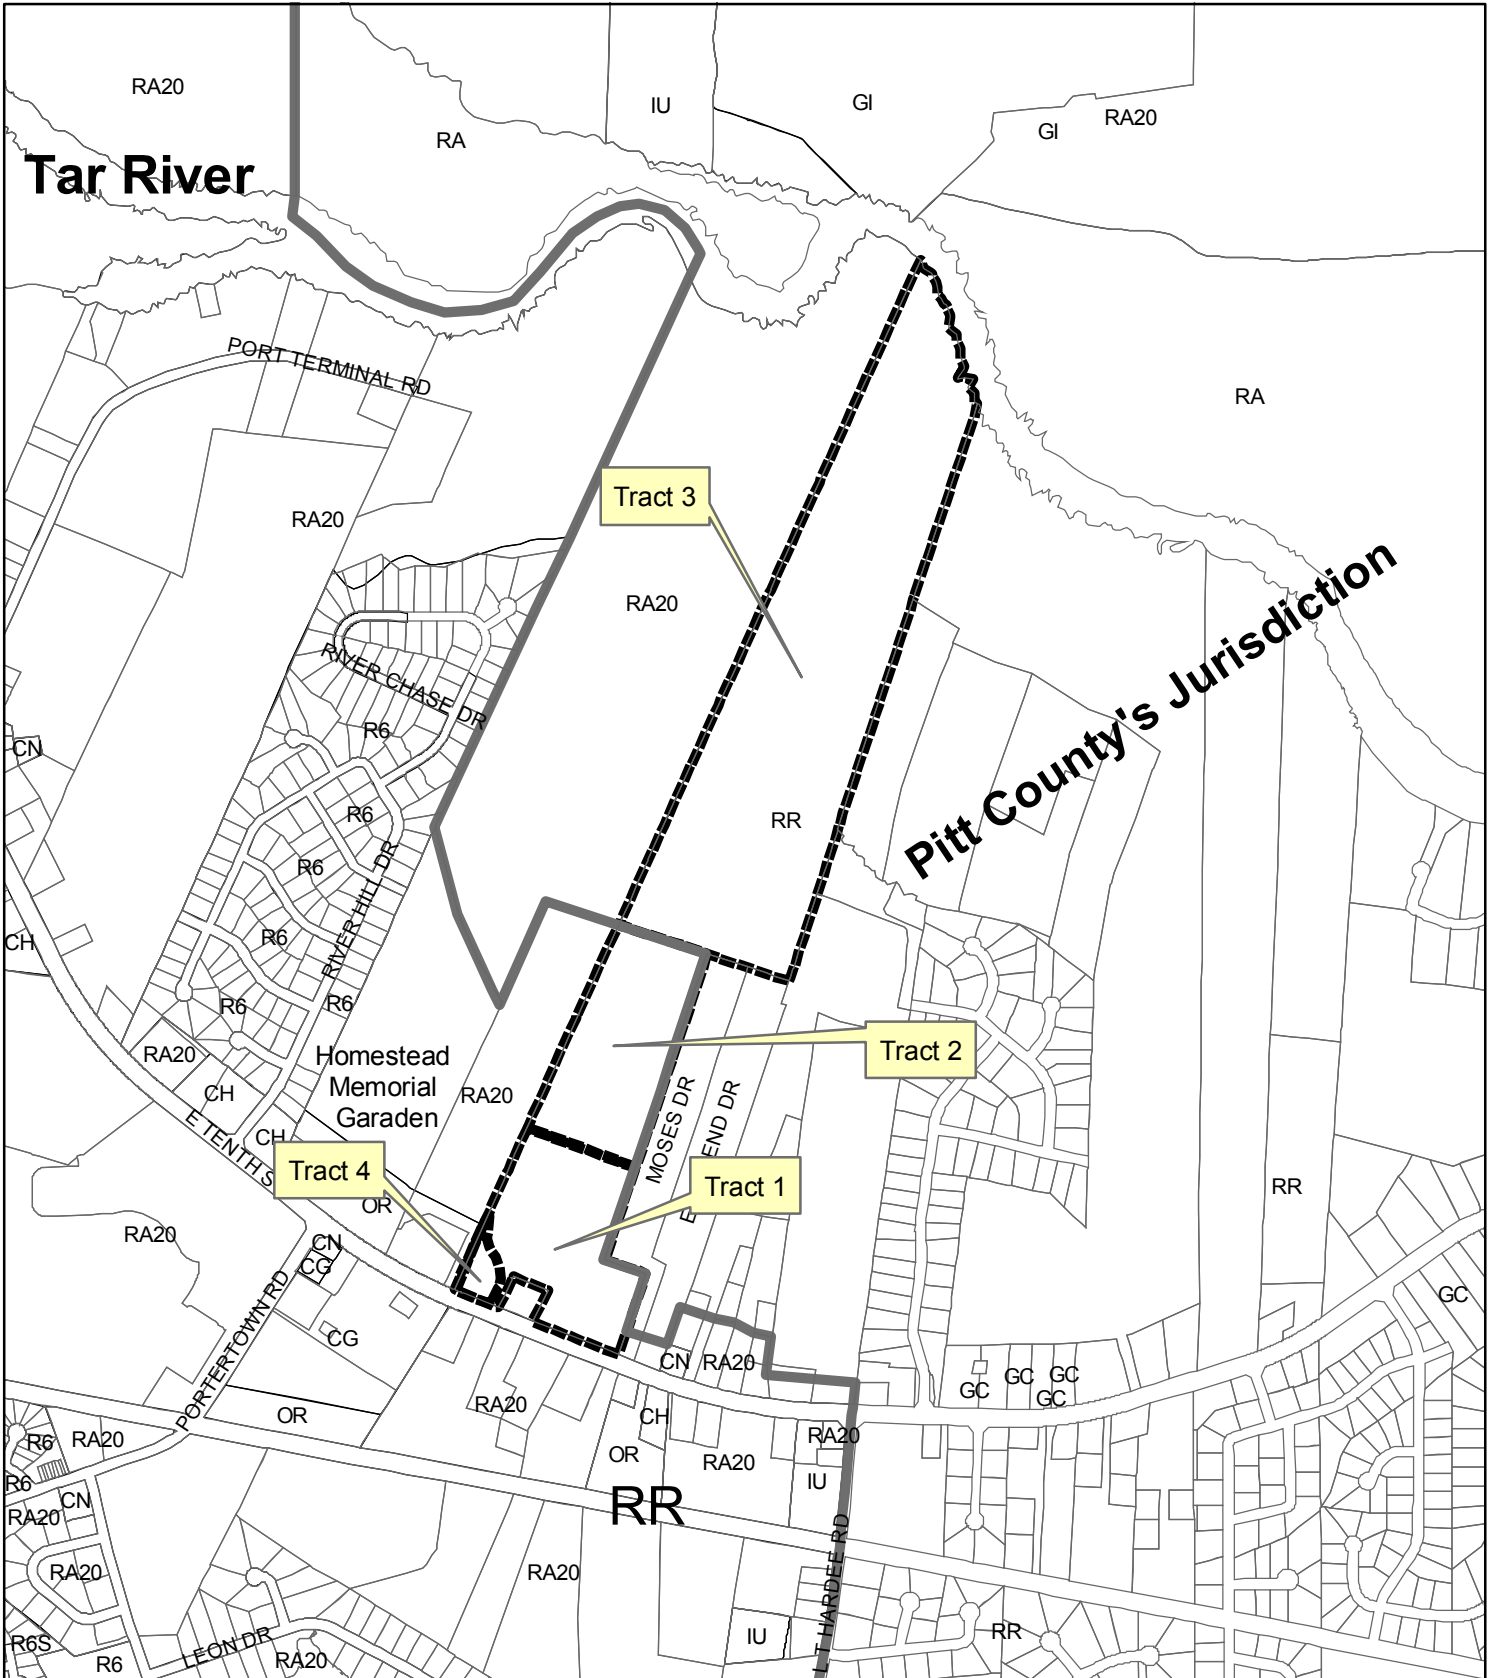 RA20
IU
GI
GI
RA20
RA
Tar River
PORT TERMINAL RD
RA
Tract 3
RA20
RA20
Pitt County's Jurisdiction
RIVER CHASE DR
R6
CN
R6
RR
R6
RIVER HILL DR
R6
CH
R6
R6
RA20
Homestead
Memorial
Garaden
Tract 2
CH
RA20
MOSES DR
END DR
E TENTH S
CH
Tract 4
Tract 1
OR
RR
RA20
CN
CG
PORTERTOWN RD
GC
CG
CN
RA20
GC
GC
GC
GC
RA20
OR
CH
RA20
R6
RA20
OR
RA20
IU
R6
CN
RR
RA20
L T HARDEE RD
RA20
RA20
IU
RR
R6S
R6
LEON DR
RA20